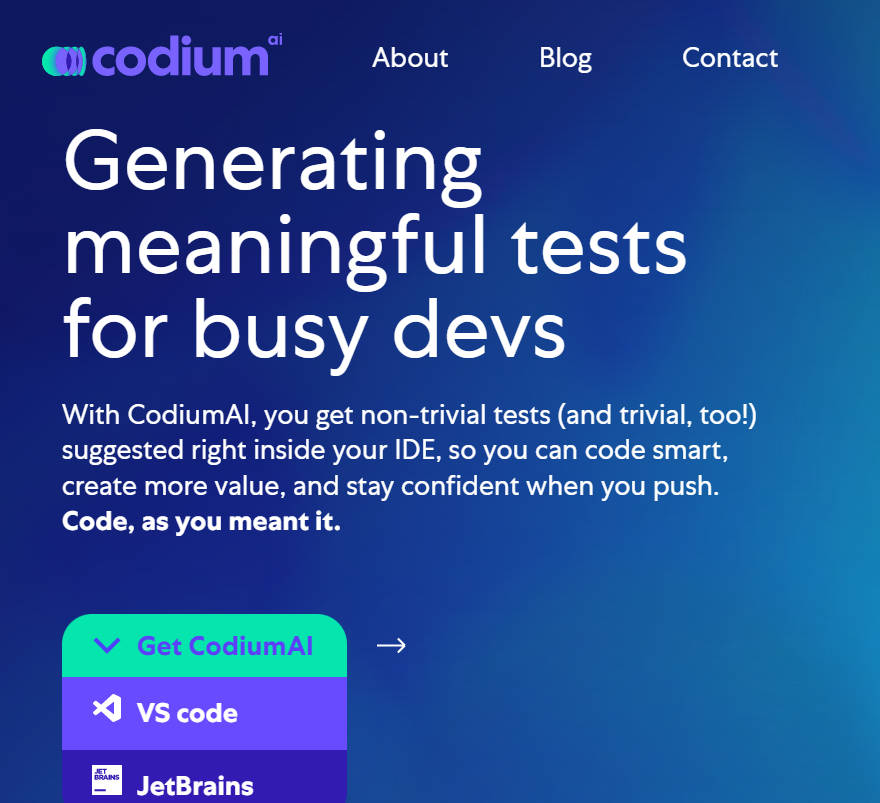 codium ai
About Blog Contact
Generating
meaningful tests
for busy devs
With CodiumAI, you get non-trivial tests (and trivial, too!)
suggested right inside your IDE, so you can code smart,
create more value, and stay confident when you push.
Code, as you meant it.
Get CodiumAI
VS code
JET
BRAINS
JetBrains